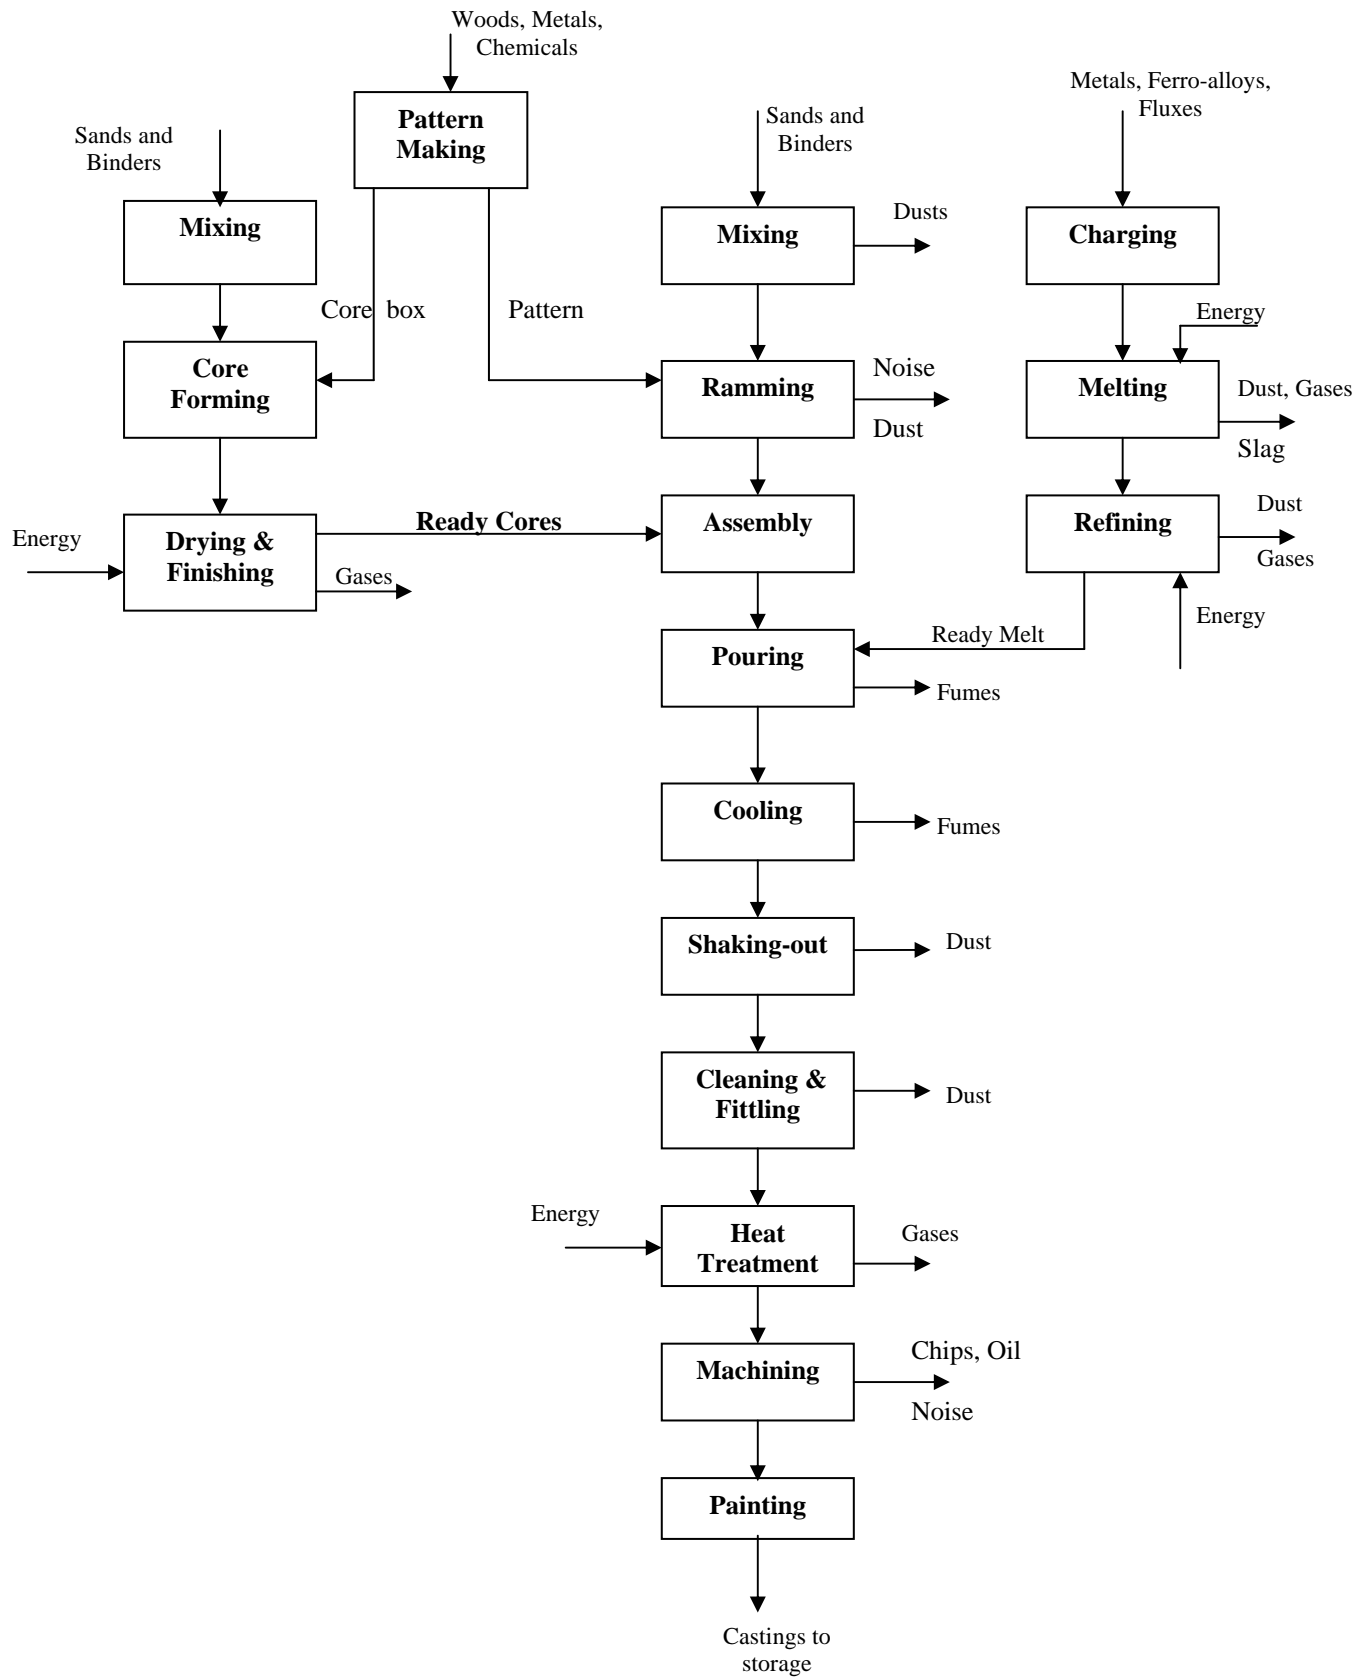 Woods, Metals,
Chemicals
Metals, Ferro-alloys,
Fluxes
Pattern
Making
Sands and
Binders
Sands and
Binders
Mixing
Mixing
Dusts
Charging
Core box
Pattern
Energy
Core
Forming
Ramming
Noise
Dust
Melting
Dust, Gases
Slag
Energy
Drying &
Finishing
Ready Cores
Gases
Assembly
Refining
Dust
Gases
Energy
Pouring
Ready Melt
Fumes
Cooling
Fumes
Shaking-out
Dust
Cleaning &
Fittling
Dust
Energy
Heat
Treatment
Gases
Machining
Chips, Oil
Noise
Painting
Castings to
storage